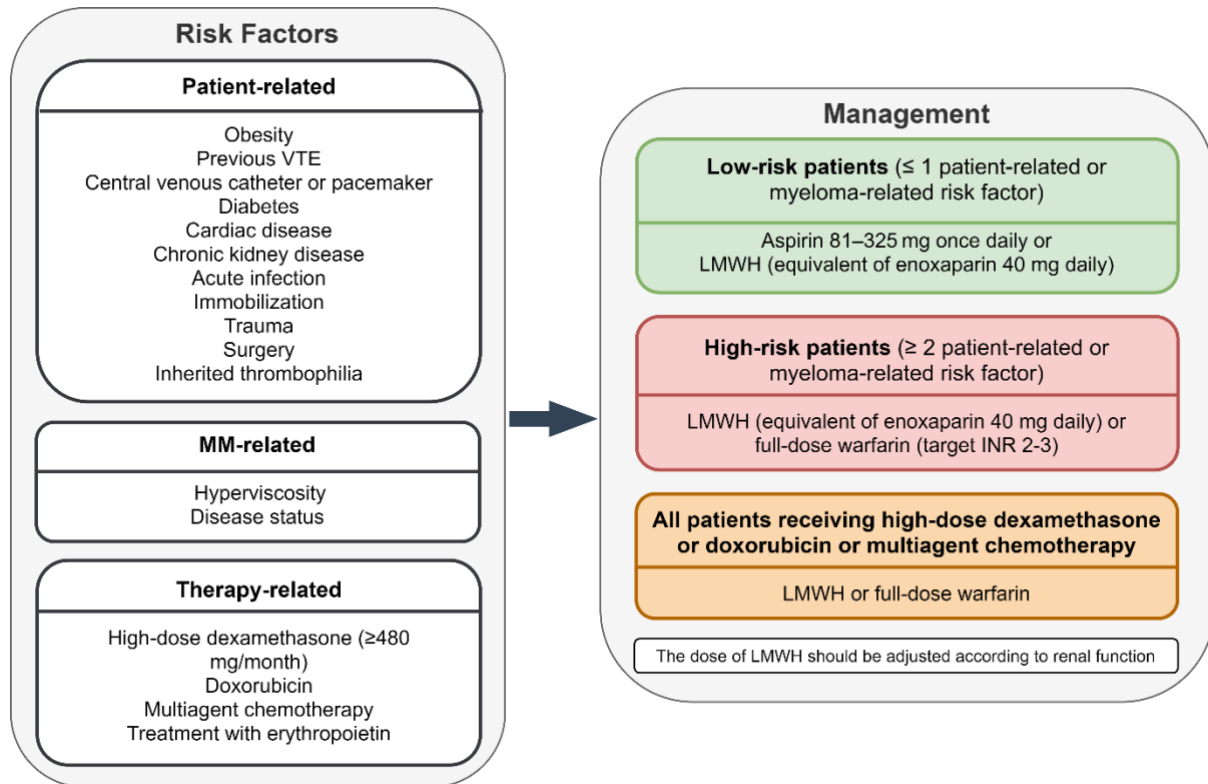 Risk Factors
Patient-related
Obesity
Previous VTE
Central venous catheter or pacemaker
Diabetes
Cardiac disease
Chronic kidney disease
Acute infection
Immobilization
Trauma
Surgery
Inherited thrombophilia
MM-related
Hyperviscosity
Disease status
Therapy-related
High-dose dexamethasone (≥480
mg/month)
Doxorubicin
Multiagent chemotherapy
Treatment with erythropoietin
Management
Low-risk patients (≤ 1 patient-related or
myeloma-related risk factor)
Aspirin 81–325 mg once daily or
LMWH (equivalent of enoxaparin 40 mg daily)
High-risk patients (≥ 2 patient-related or
myeloma-related risk factor)
LMWH (equivalent of enoxaparin 40 mg daily) or
full-dose warfarin (target INR 2-3)
All patients receiving high-dose dexamethasone
or doxorubicin or multiagent chemotherapy
LMWH or full-dose warfarin
The dose of LMWH should be adjusted according to renal function